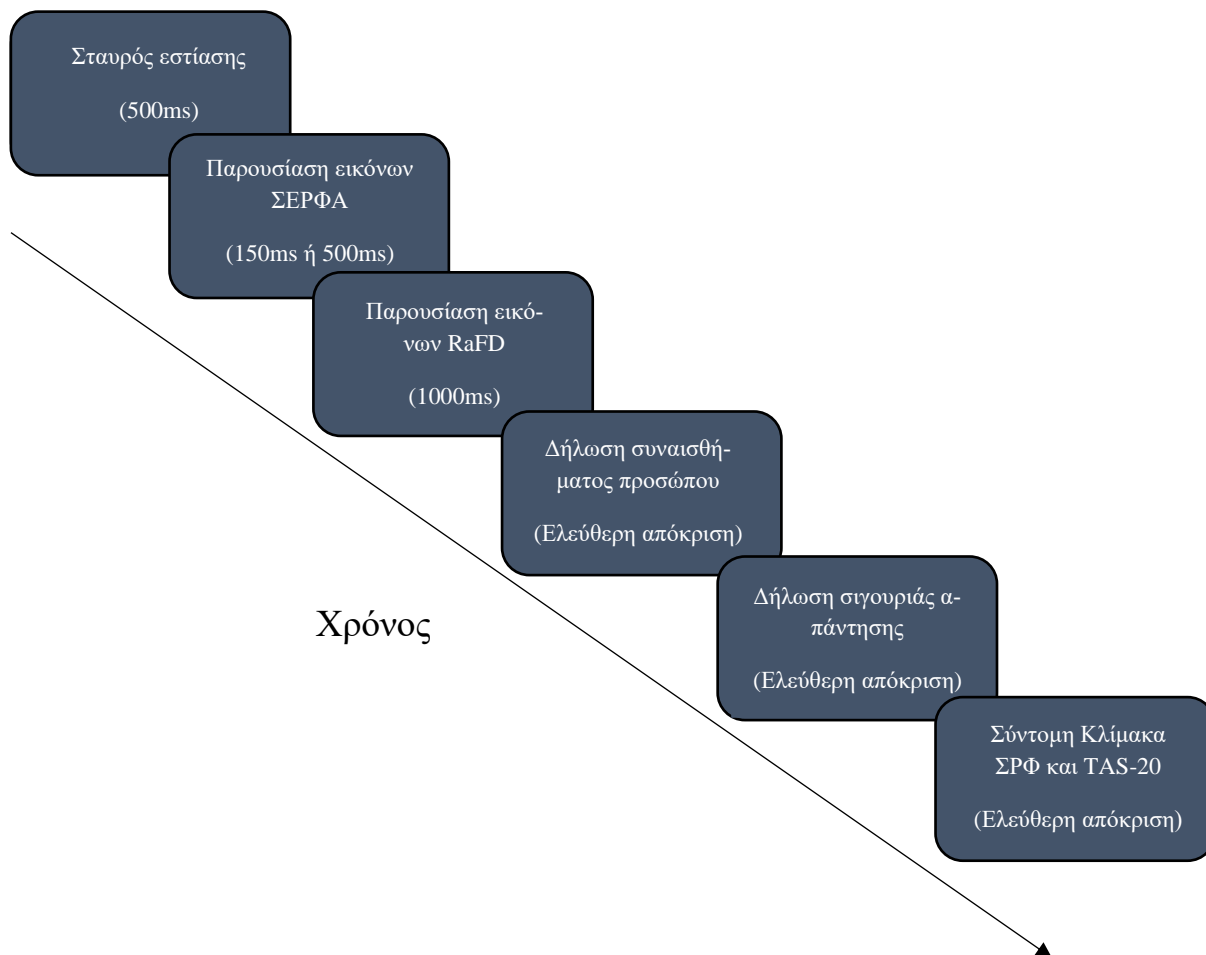 Σταυρός εστίασης
(500ms)
Παρουσίαση εικόνων
ΣΕΡΦΑ
(150ms ή 500ms)
Παρουσίαση εικό-
νων RaFD
(1000ms)
Δήλωση συναισθή-
ματος προσώπου
(Ελεύθερη απόκριση)
Δήλωση σιγουριάς α-
πάντησης
(Ελεύθερη απόκριση)
Χρόνος
Σύντομη Κλίμακα
ΣΡΦ και TAS-20
(Ελεύθερη απόκριση)